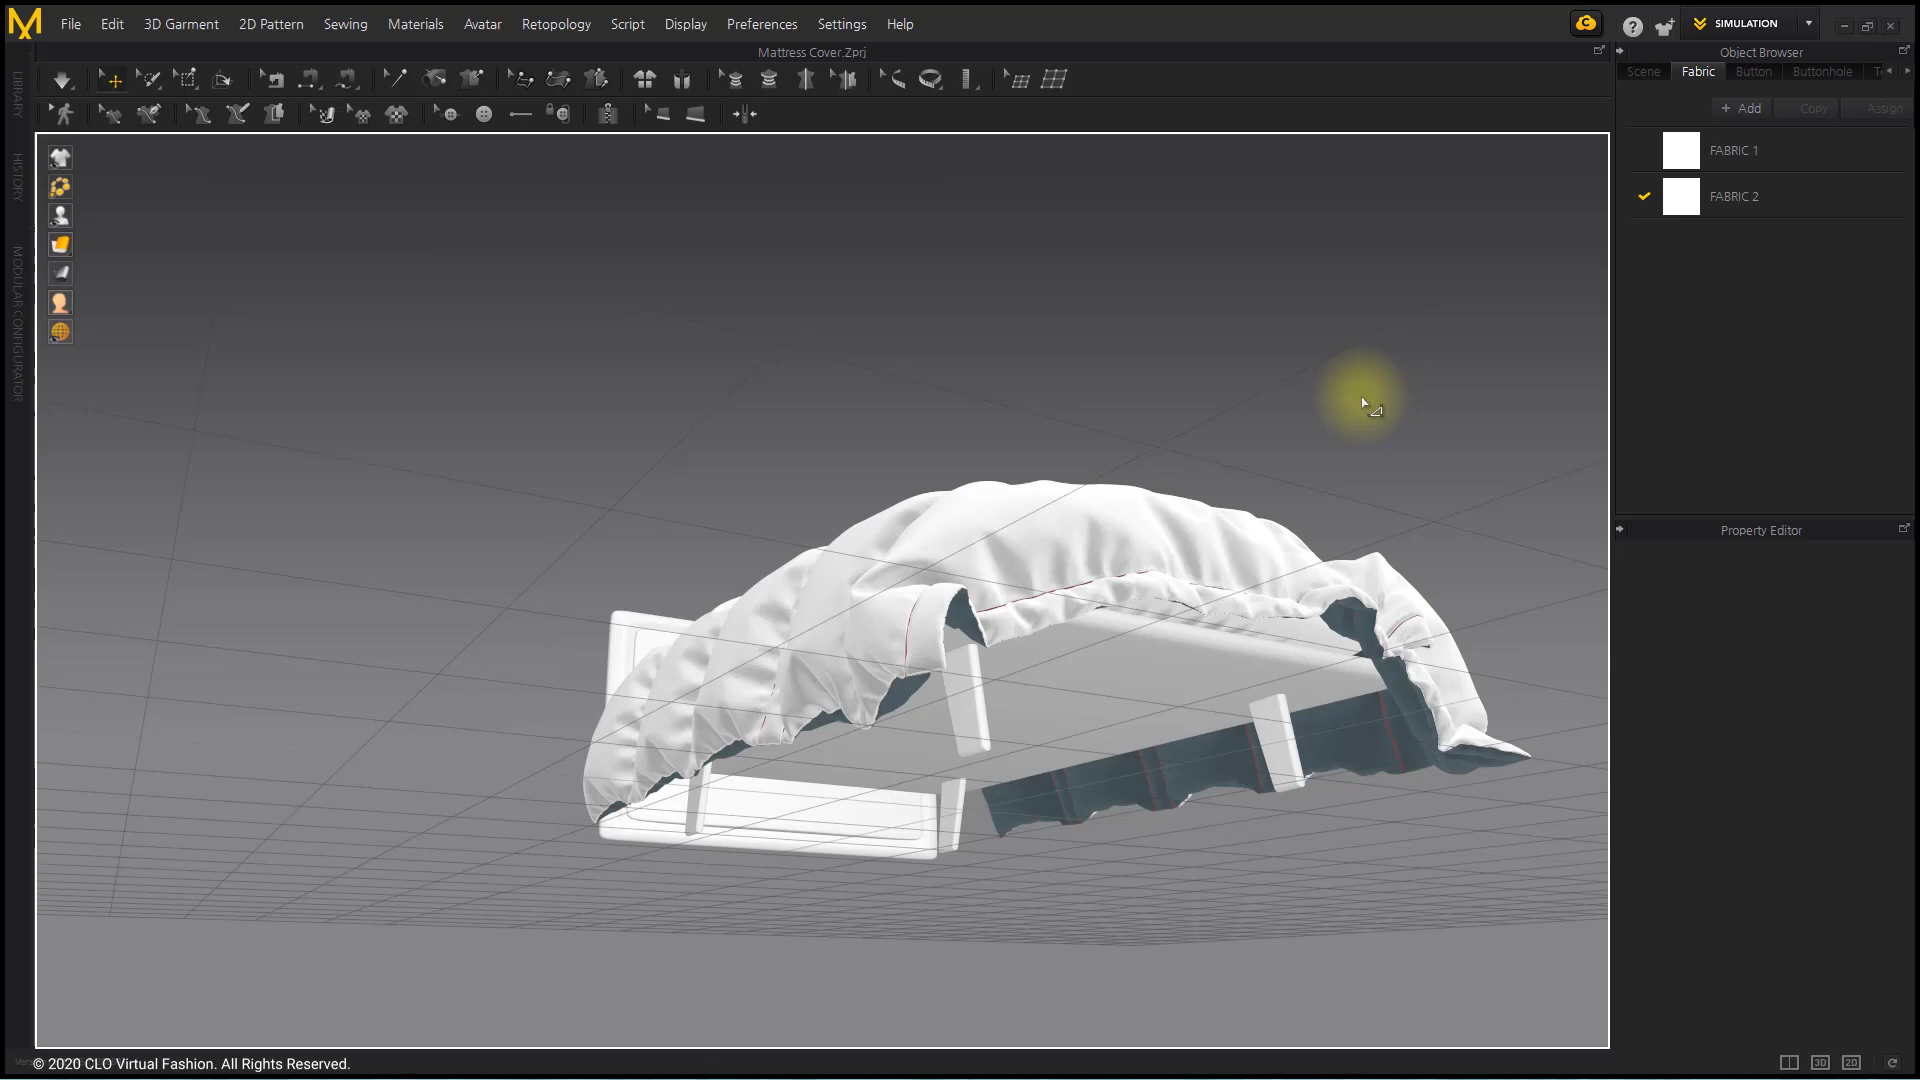 File Edit 3D Garment 2D Pattern Sewing Materials Avatar Retopology Script Display Preferences Settings Help
SIMULATION
Mattress Cover.Zprj
Object Browser
Scene Fabric Button Buttonhole
+ Add Copy Assign
FABRIC 1
FABRIC 2
Property Editor
LIBRARY
HISTORY
MODULAR CONFIGURATOR
© 2020 CLO Virtual Fashion. All Rights Reserved.
3D 2D